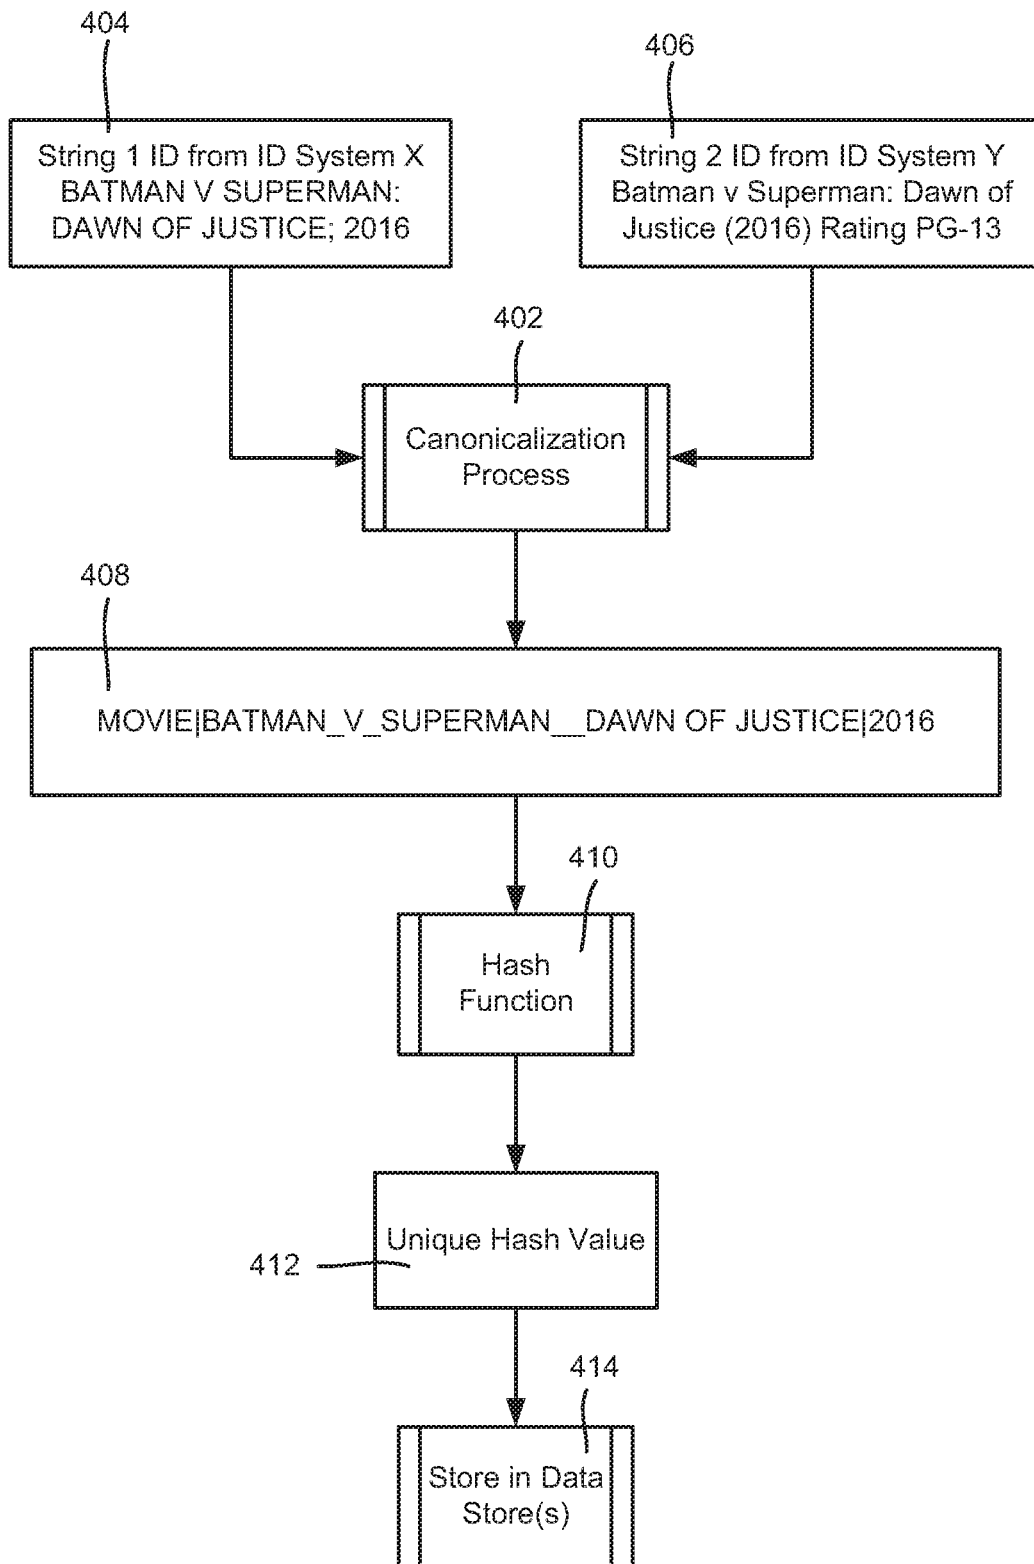 404
406
String 1 ID from ID System X
BATMAN V SUPERMAN:
DAWN OF JUSTICE; 2016
String 2 ID from ID System Y
Batman v Superman: Dawn of
Justice (2016) Rating PG-13
402
Canonicalization
Process
408
MOVIE|BATMAN_V_SUPERMAN__DAWN OF JUSTICE|2016
410
Hash
Function
Unique Hash Value
412
414
Store in Data
Store(s)